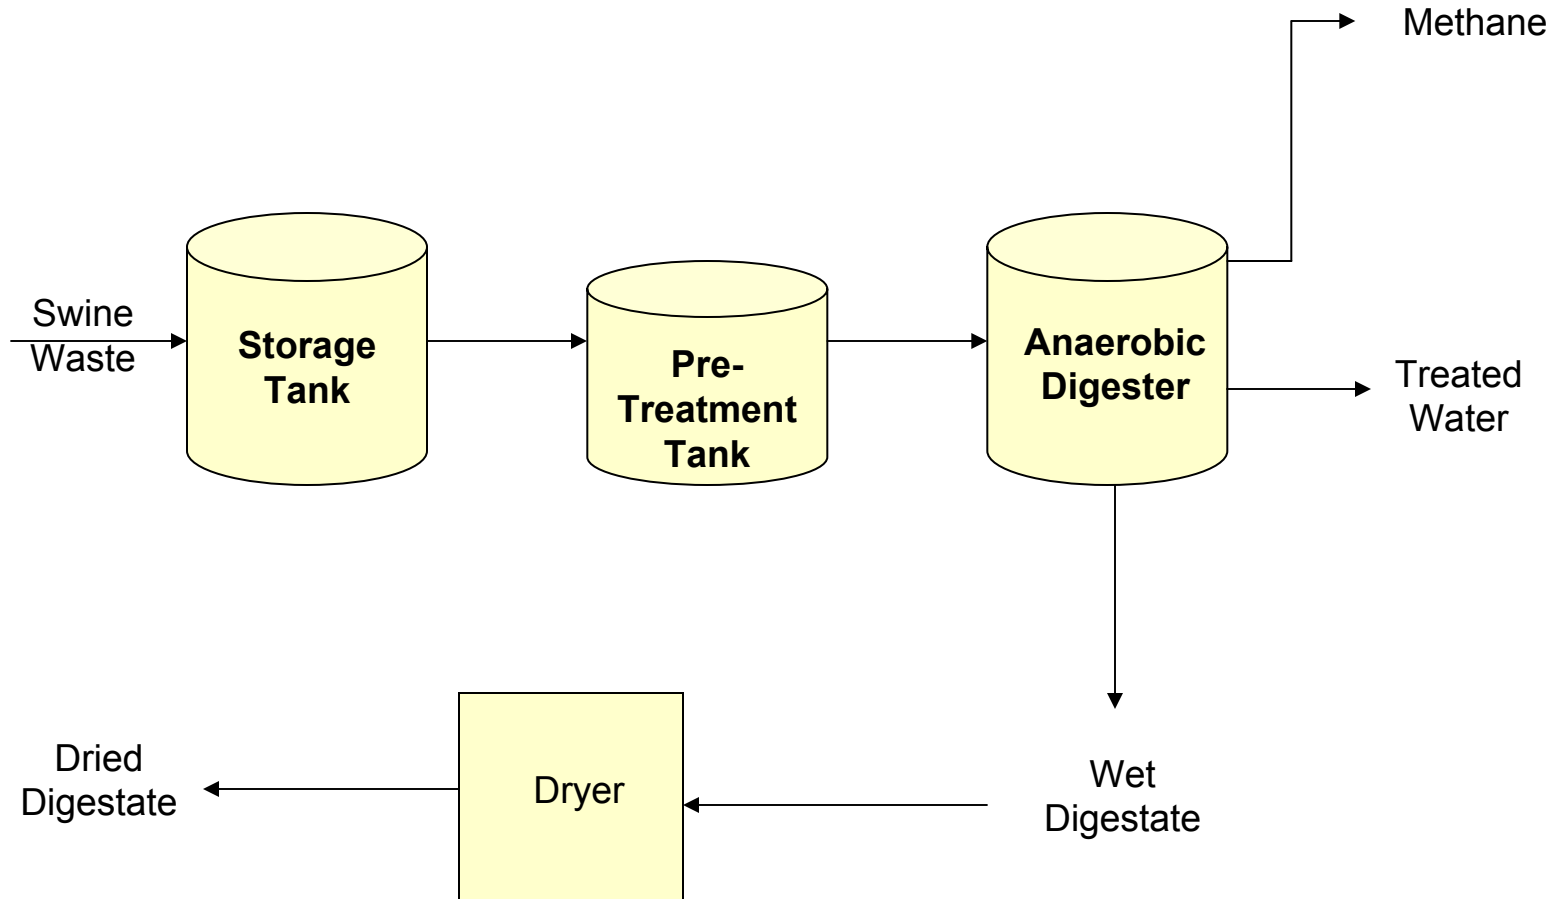 Methane
Swine
Waste
Storage
Tank
Pre-
Treatment
Tank
Anaerobic
Digester
Treated
Water
Dried
Digestate
Dryer
Wet
Digestate